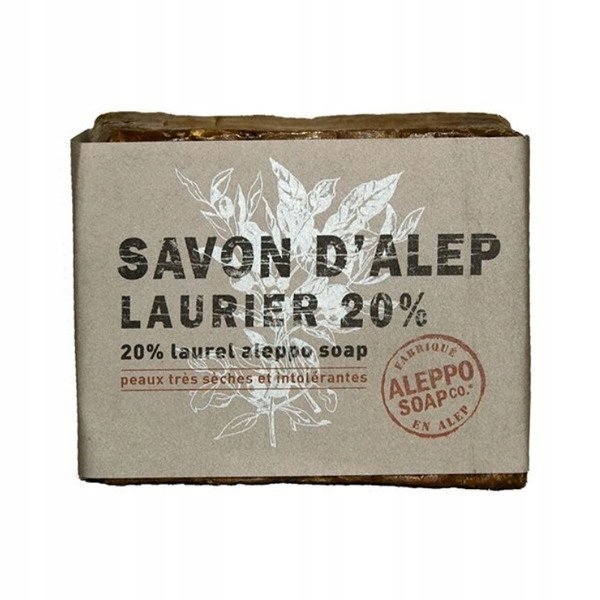 SAVON D'ALEP
LAURIER 20%
20% laurel aleppo soap
peaux très sèches et intolérantes
FABRIQUÉ
ALEPPO
SOAP CO.
EN ALEP